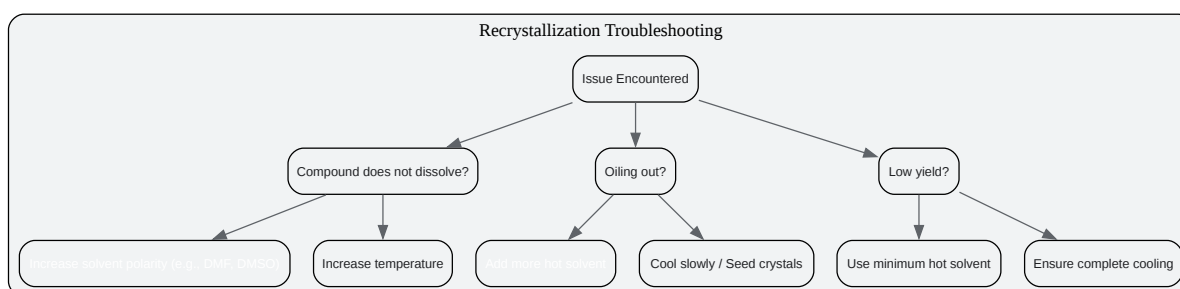 Recrystallization Troubleshooting
Issue Encountered
Compound does not dissolve?
Oiling out?
Low yield?
Increase solvent polarity (e.g., DMF, DMSO)
Increase temperature
Add more hot solvent
Cool slowly / Seed crystals
Use minimum hot solvent
Ensure complete cooling